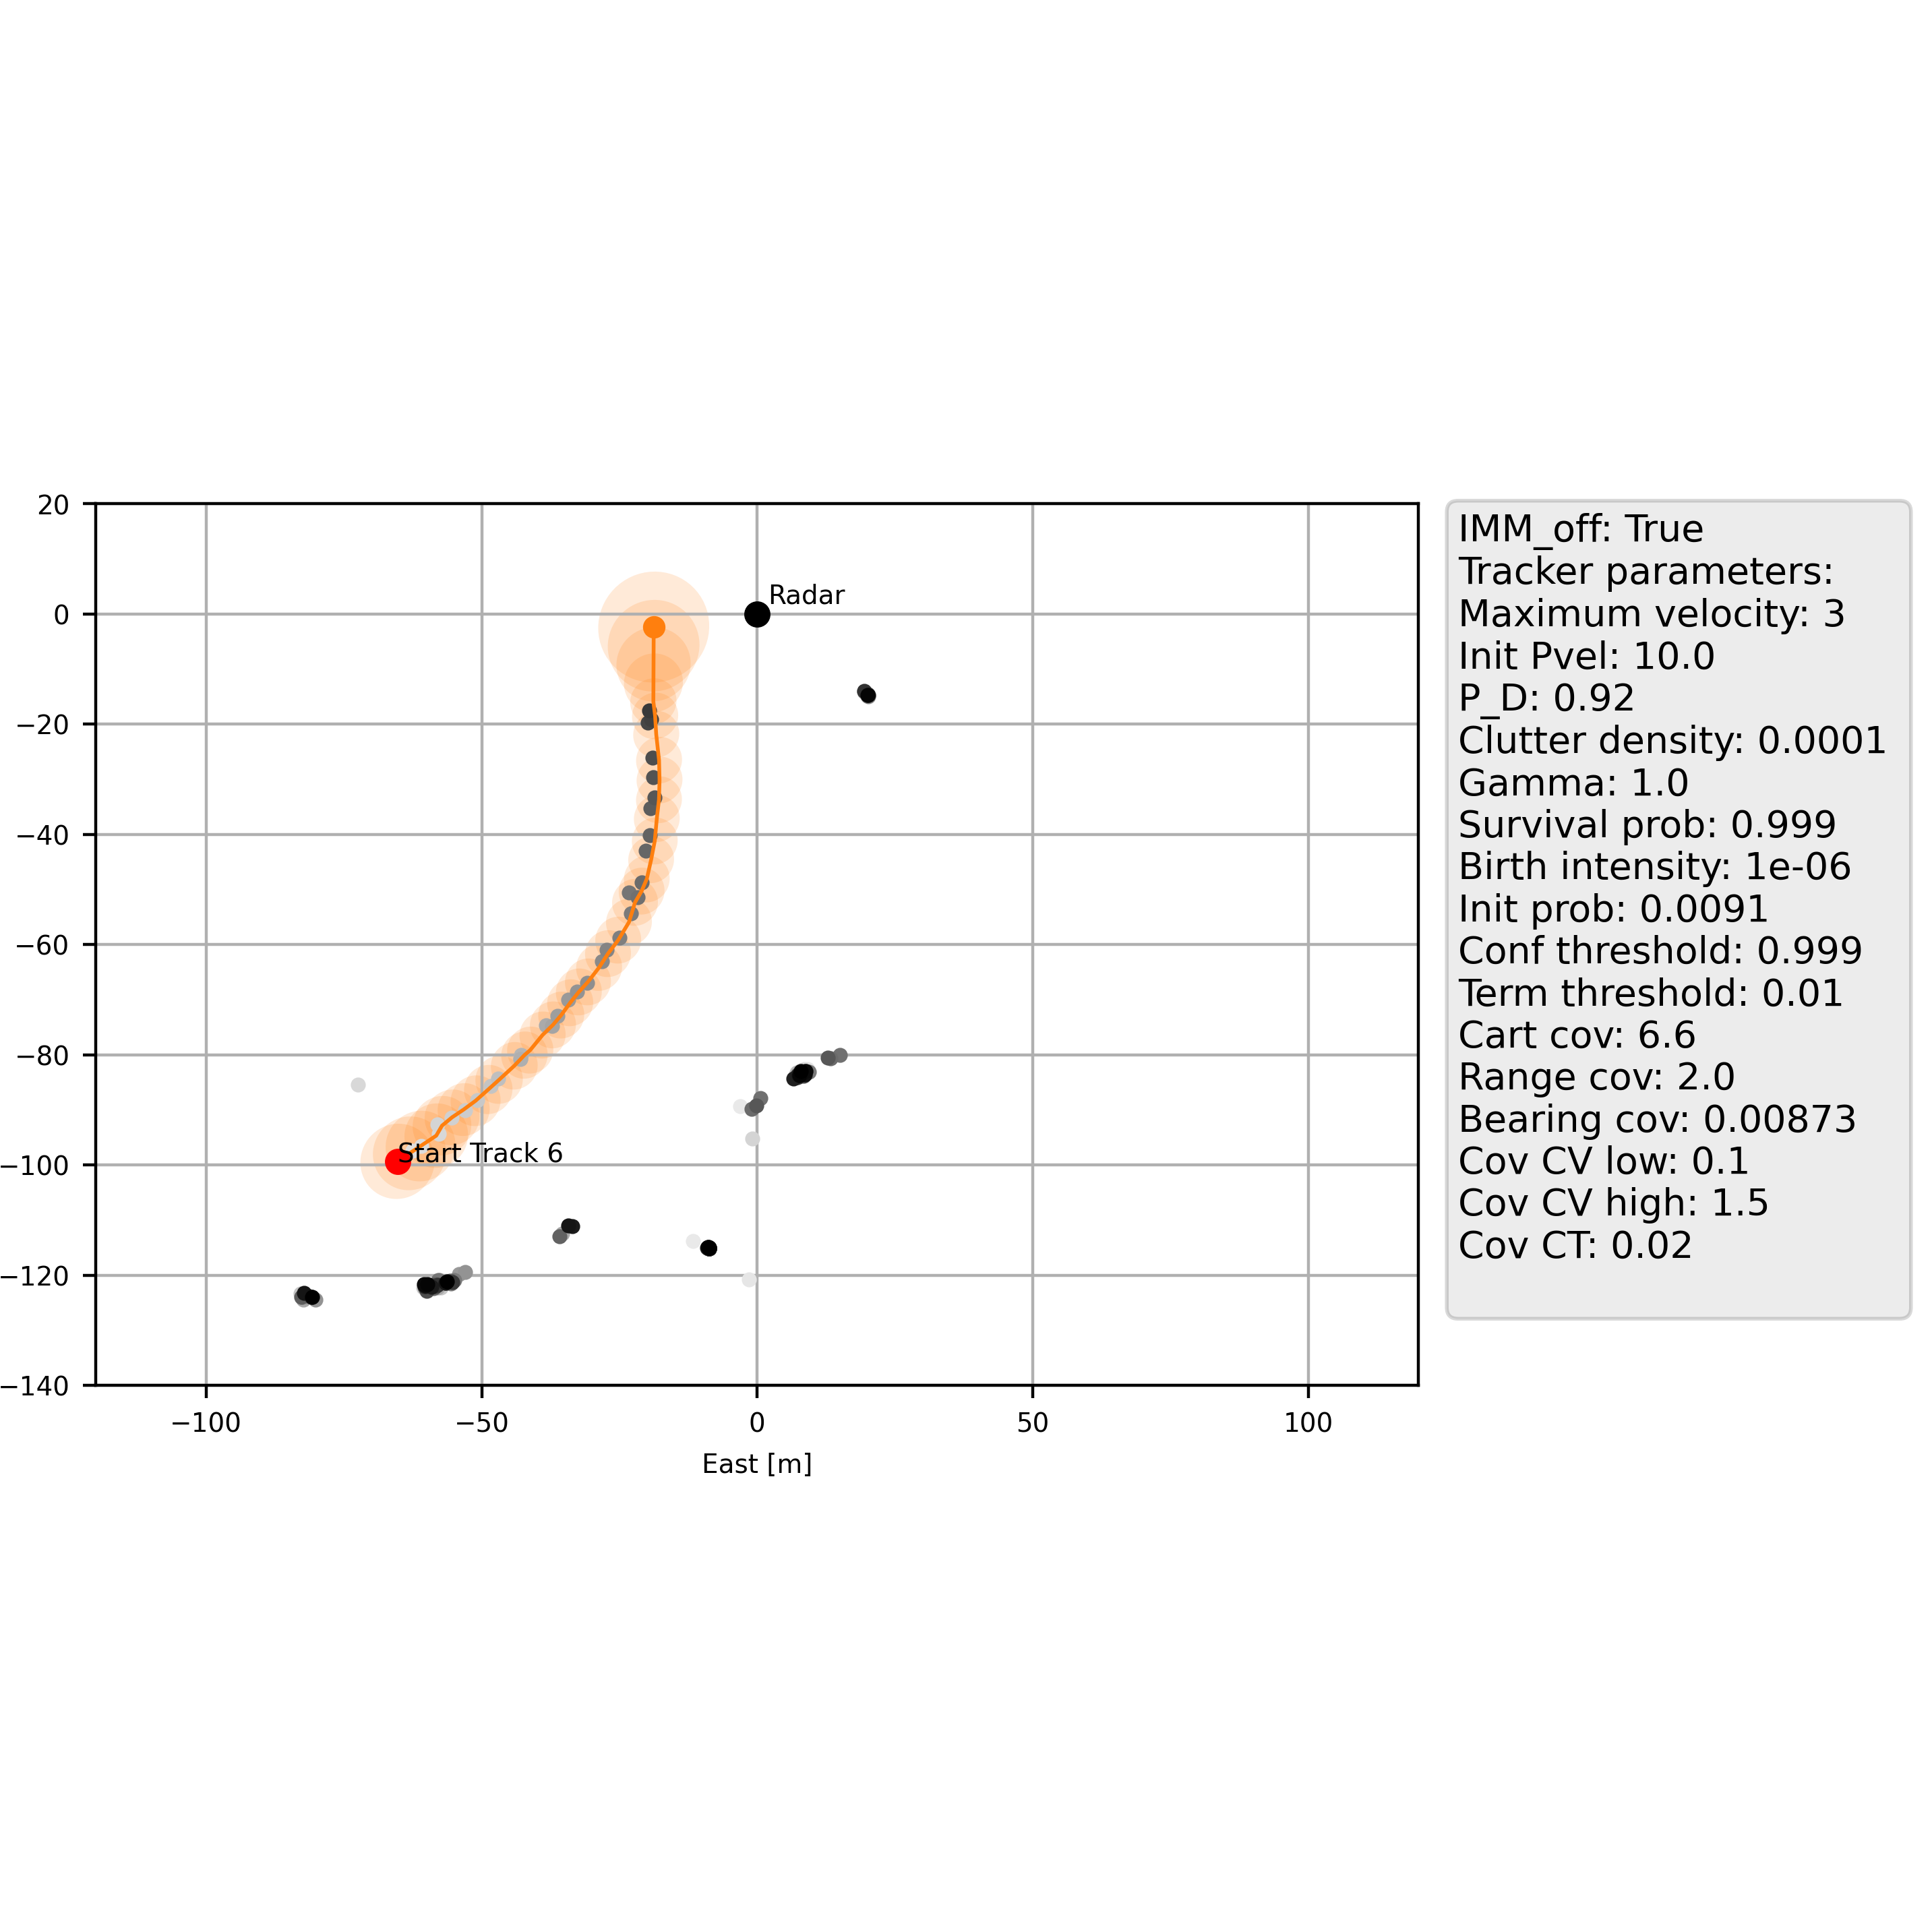 20
0
−20
−40
−60
−80
−100
−120
−140
−100
−50
0
50
100
East [m]
Radar
Start Track 6
IMM_off: True
Tracker parameters:
Maximum velocity: 3
Init Pvel: 10.0
P_D: 0.92
Clutter density: 0.0001
Gamma: 1.0
Survival prob: 0.999
Birth intensity: 1e-06
Init prob: 0.0091
Conf threshold: 0.999
Term threshold: 0.01
Cart cov: 6.6
Range cov: 2.0
Bearing cov: 0.00873
Cov CV low: 0.1
Cov CV high: 1.5
Cov CT: 0.02